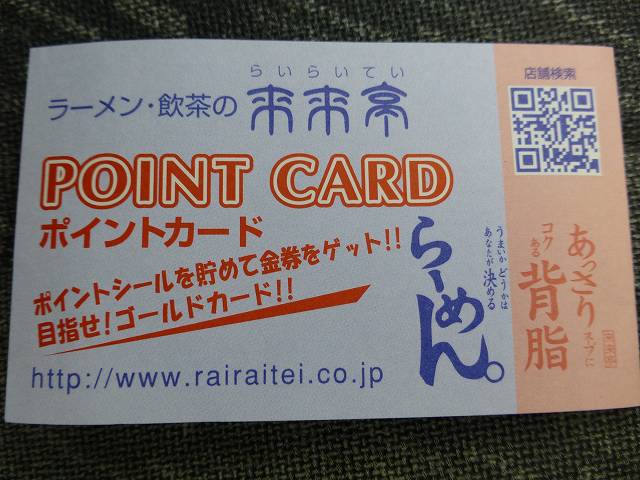 らいらいてい
ラーメン・飲茶の 来来亭
POINT CARD
ポイントカード
ポイントシールを貯めて金券をゲット!!
目指せ!ゴールドカード!!
http://www.rairaitei.co.jp
うまいかどうかは
あなたが決める
らーめん。
店舗検索
あっさりスープに
コクある背脂